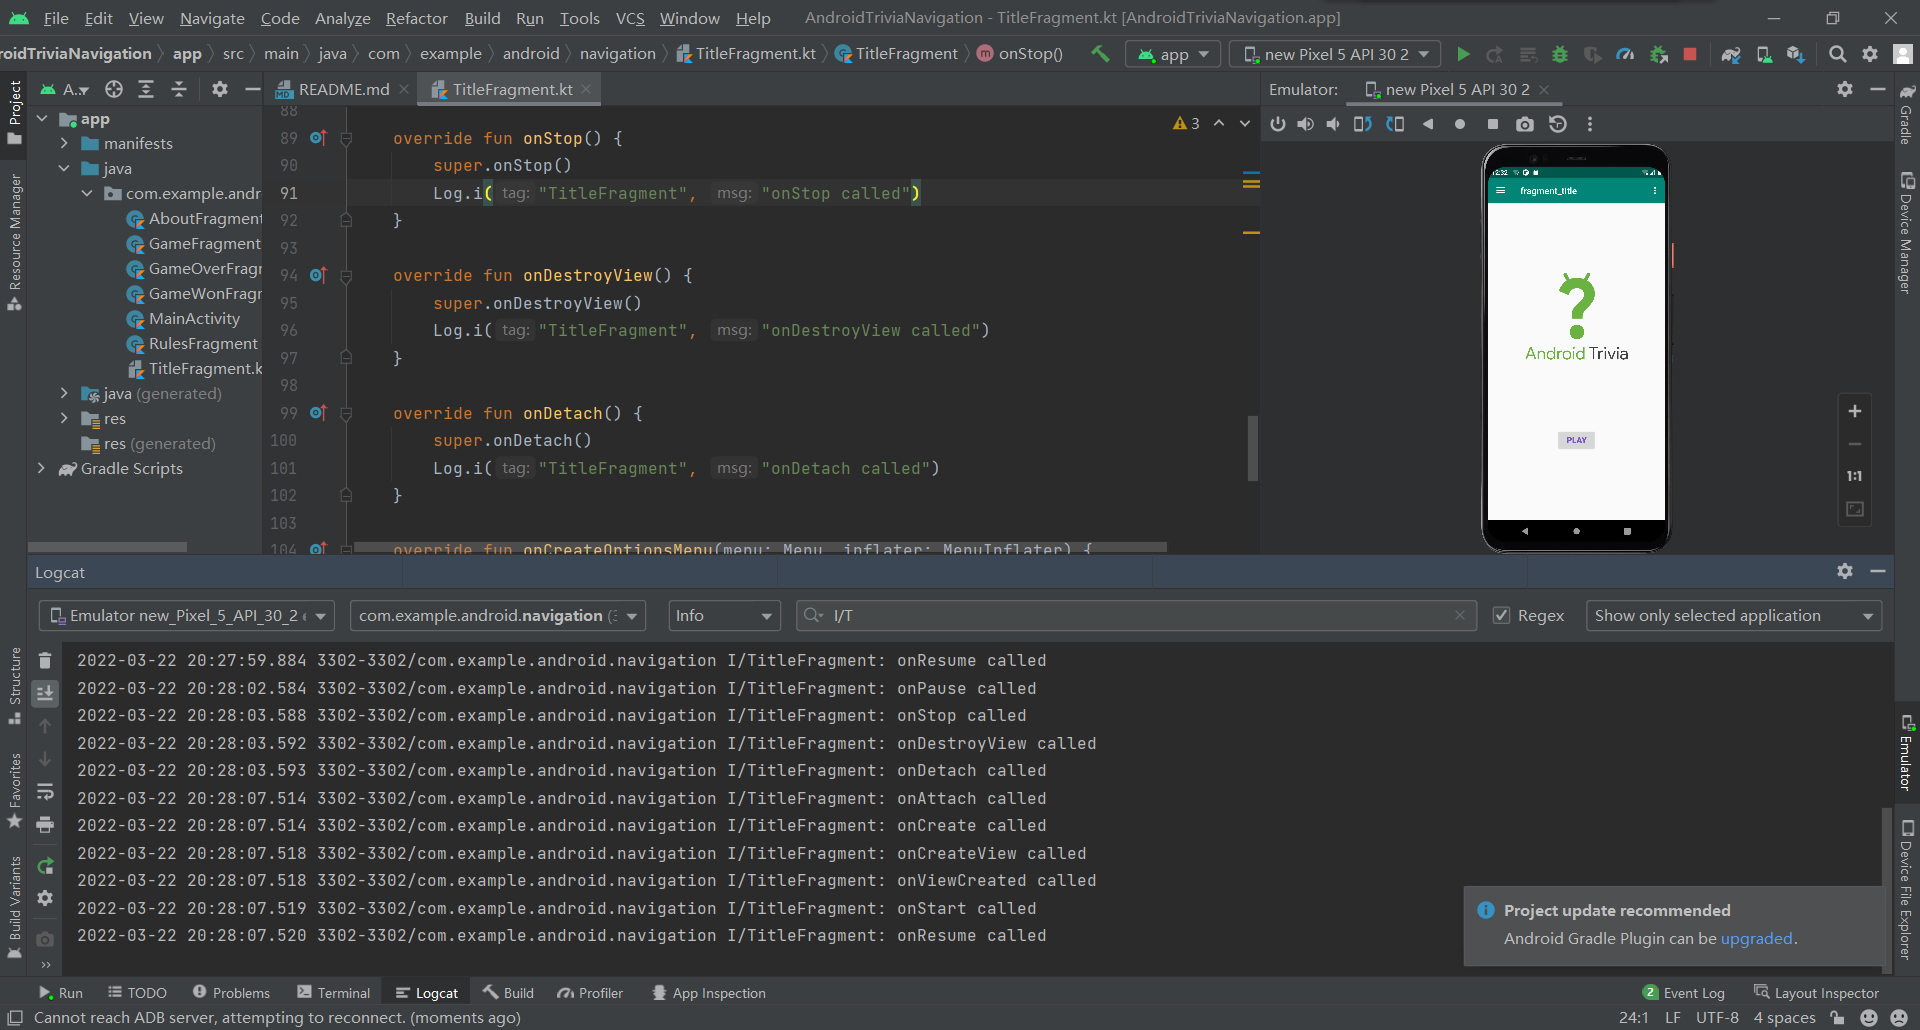 File Edit View Navigate Code Analyze Refactor Build Run Tools VCS Window Help AndroidTriviaNavigation - TitleFragment.kt [AndroidTriviaNavigation.app]
roidTriviaNavigation app src main java com example android navigation TitleFragment.kt TitleFragment onStop() app new Pixel 5 API 30 2
Project
Resource Manager
Structure
Favorites
Build Variants
A..
app
manifests
java
com.example.andr
AboutFragment
GameFragment
GameOverFragr
GameWonFragr
MainActivity
RulesFragment
TitleFragment.k
java (generated)
res
res (generated)
Gradle Scripts
README.md TitleFragment.kt
3
88
89 override fun onStop() {
90 super.onStop()
91 Log.i( tag: "TitleFragment", msg: "onStop called")
92 }
93
94 override fun onDestroyView() {
95 super.onDestroyView()
96 Log.i( tag: "TitleFragment", msg: "onDestroyView called")
97 }
98
99 override fun onDetach() {
100 super.onDetach()
101 Log.i( tag: "TitleFragment", msg: "onDetach called")
102 }
103
104 override fun onCreateOptionsMenu(menu: Menu, inflater: MenuInflater) {
Emulator: new Pixel 5 API 30 2
12:32
fragment_title
Android Trivia
PLAY
1:1
Gradle
Device Manager
Emulator
Device File Explorer
Logcat
Emulator new_Pixel_5_API_30_2 com.example.android.navigation Info I/T Regex Show only selected application
2022-03-22 20:27:59.884 3302-3302/com.example.android.navigation I/TitleFragment: onResume called
2022-03-22 20:28:02.584 3302-3302/com.example.android.navigation I/TitleFragment: onPause called
2022-03-22 20:28:03.588 3302-3302/com.example.android.navigation I/TitleFragment: onStop called
2022-03-22 20:28:03.592 3302-3302/com.example.android.navigation I/TitleFragment: onDestroyView called
2022-03-22 20:28:03.593 3302-3302/com.example.android.navigation I/TitleFragment: onDetach called
2022-03-22 20:28:07.514 3302-3302/com.example.android.navigation I/TitleFragment: onAttach called
2022-03-22 20:28:07.514 3302-3302/com.example.android.navigation I/TitleFragment: onCreate called
2022-03-22 20:28:07.518 3302-3302/com.example.android.navigation I/TitleFragment: onCreateView called
2022-03-22 20:28:07.518 3302-3302/com.example.android.navigation I/TitleFragment: onViewCreated called
2022-03-22 20:28:07.519 3302-3302/com.example.android.navigation I/TitleFragment: onStart called
2022-03-22 20:28:07.520 3302-3302/com.example.android.navigation I/TitleFragment: onResume called
Project update recommended
Android Gradle Plugin can be upgraded.
Run TODO Problems Terminal Logcat Build Profiler App Inspection 2 Event Log Layout Inspector
Cannot reach ADB server, attempting to reconnect. (moments ago) 24:1 LF UTF-8 4 spaces